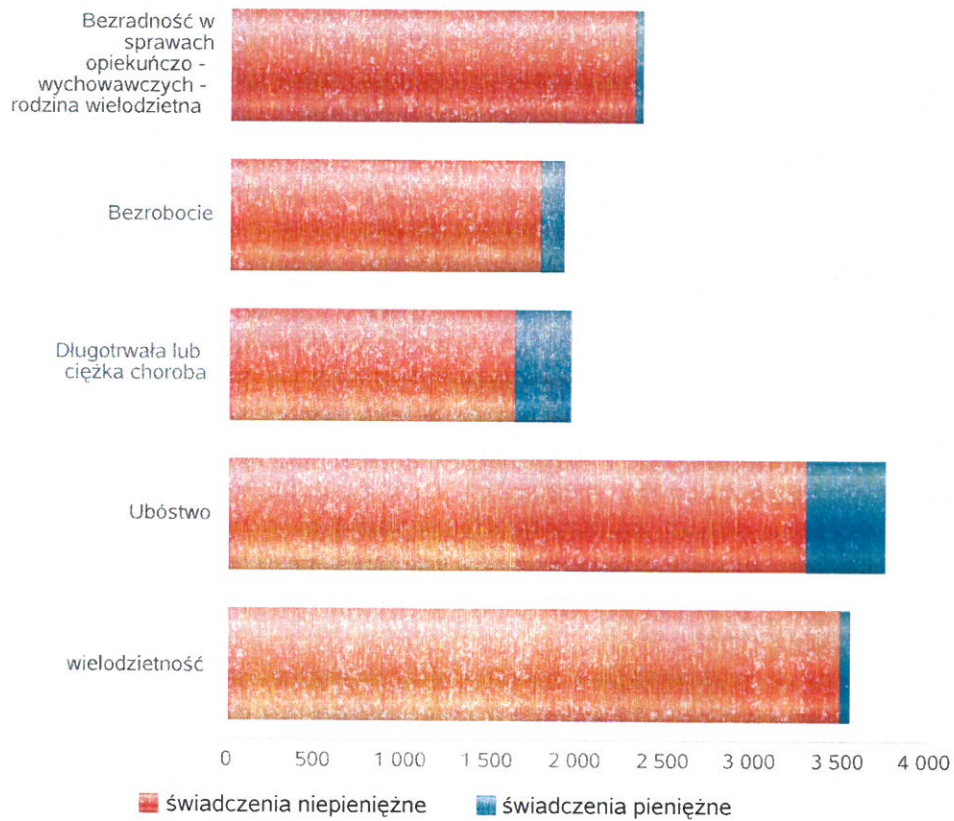 Bezradność w
sprawach
opiekuńczo -
wychowawczych -
rodzina wielodzietna
Bezrobocie
Długotrwała lub
ciężka choroba
Ubóstwo
wielodzietność
0 500 1 000 1 500 2 000 2 500 3 000 3 500 4 000
świadczenia niepieniężne świadczenia pieniężne